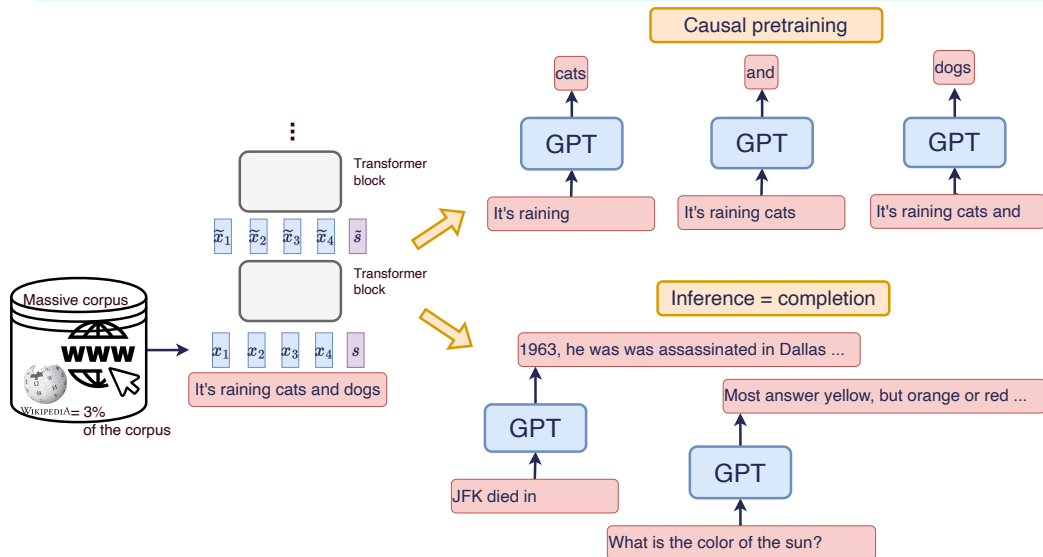 Causal pretraining
cats
and
dogs
GPT
GPT
GPT
It's raining
It's raining cats
It's raining cats and
⋮
Transformer
block
x̃₁ x̃₂ x̃₃ x̃₄ s̃
Transformer
block
x₁ x₂ x₃ x₄ s
It's raining cats and dogs
Massive corpus
WWW
Ω W И
WIKIPEDIA = 3%
of the corpus
Inference = completion
1963, he was was assassinated in Dallas ...
GPT
JFK died in
Most answer yellow, but orange or red ...
GPT
What is the color of the sun?